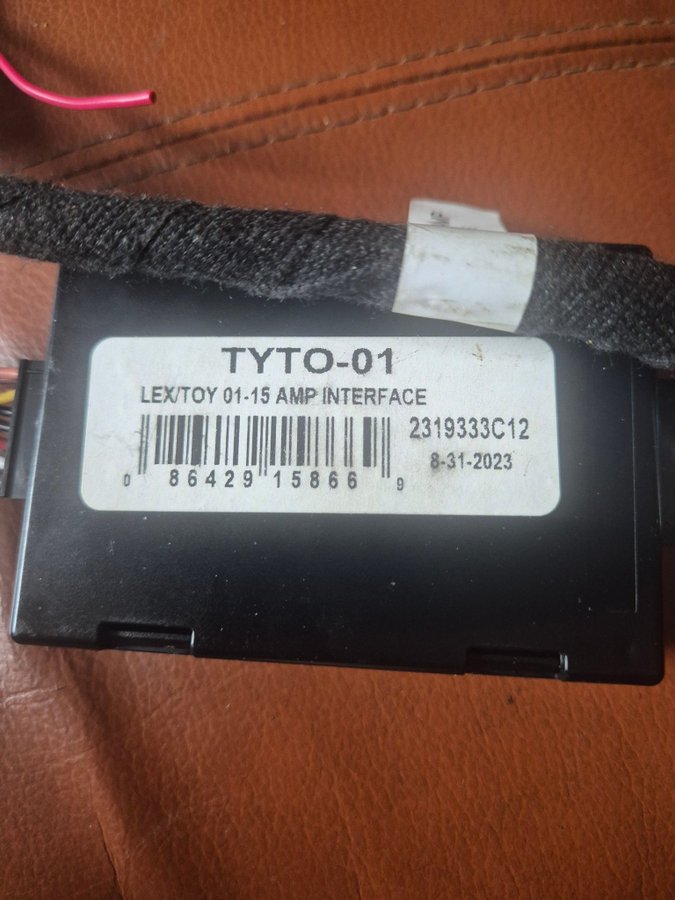 TYTO-01
LEX/TOY 01-15 AMP INTERFACE
2319333C12
8-31-2023
0 86429 15866 9